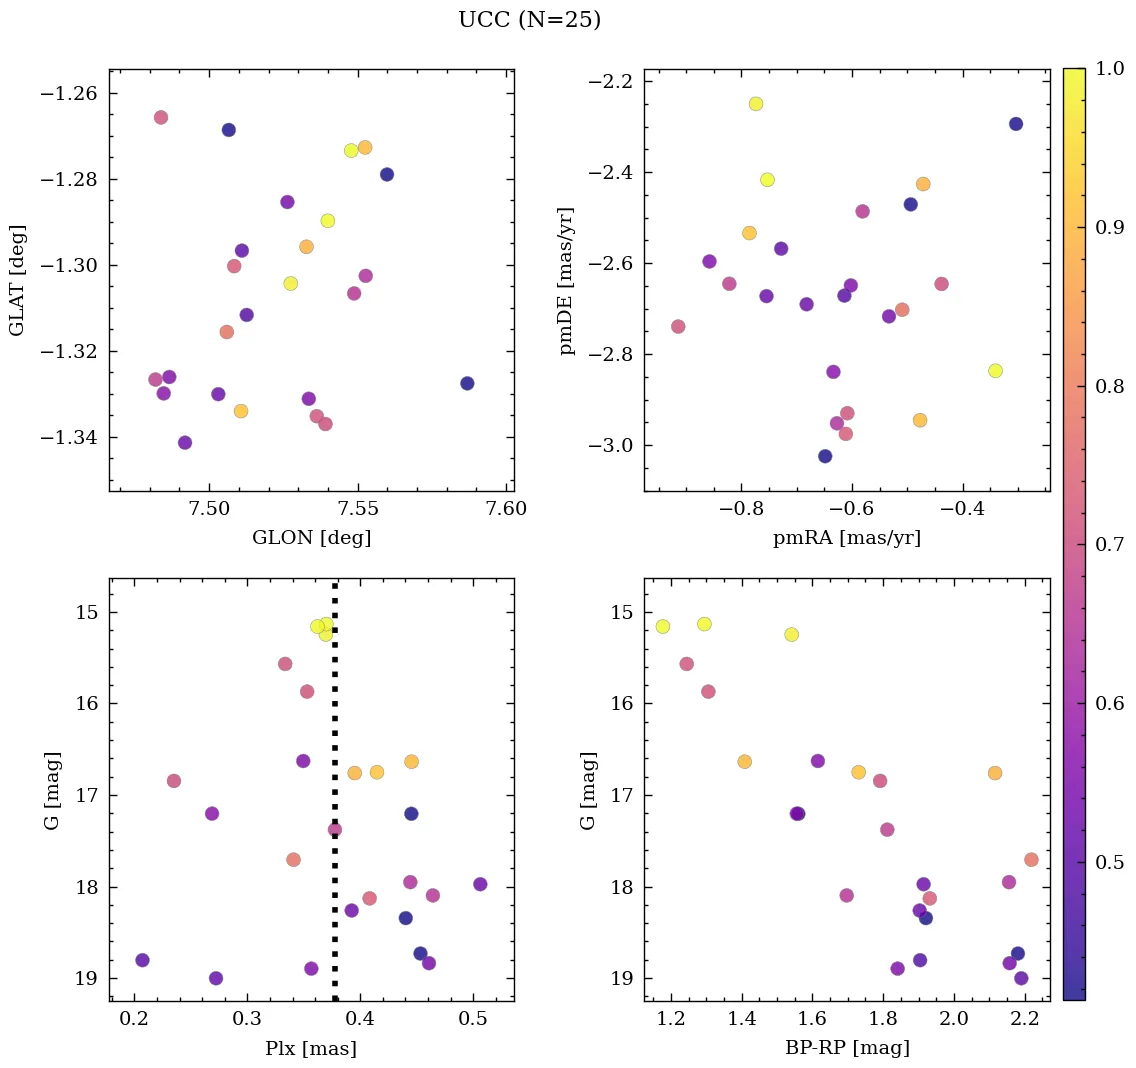 UCC (N=25)
−1.26
−1.28
−1.30
−1.32
−1.34
GLAT [deg]
7.50 7.55 7.60
GLON [deg]
−2.2
−2.4
−2.6
−2.8
−3.0
pmDE [mas/yr]
−0.8 −0.6 −0.4
pmRA [mas/yr]
15
16
17
18
19
G [mag]
0.2 0.3 0.4 0.5
Plx [mas]
15
16
17
18
19
G [mag]
1.2 1.4 1.6 1.8 2.0 2.2
BP-RP [mag]
1.0
0.9
0.8
0.7
0.6
0.5